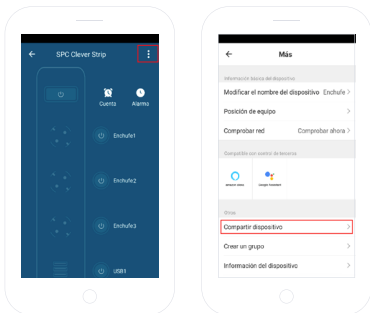 SPC Clever Strip
Cuenta
Alarma
Enchufe1
Enchufe2
Enchufe3
USB1
Más
Información básica del dispositivo
Modificar el nombre del dispositivo Enchufe >
Posición de equipo >
Comprobar red Comprobar ahora >
Compatible con control de terceros
Amazon Alexa
Google Assistant
Otros
Compartir dispositivo >
Crear un grupo >
Información del dispositivo >